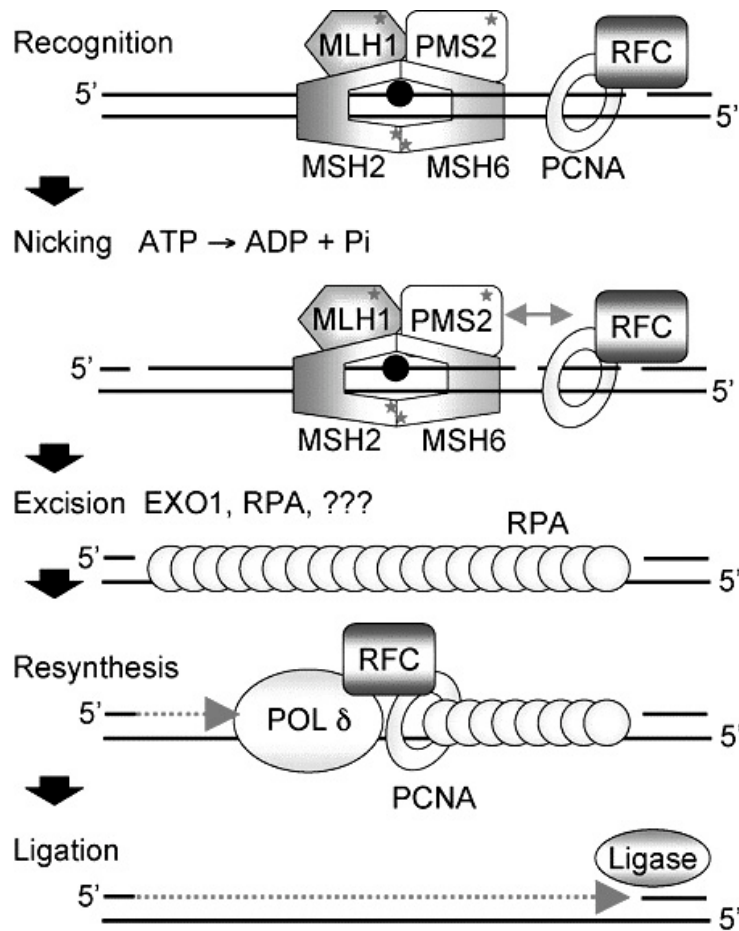 Recognition
MLH1 PMS2 RFC
5’
5’
MSH2 MSH6 PCNA
Nicking ATP → ADP + Pi
MLH1 PMS2 RFC
5’
5’
MSH2 MSH6
Excision EXO1, RPA, ???
RPA
5’
5’
RFC
Resynthesis
5’ POL δ
5’
PCNA
Ligation
Ligase
5’
5’